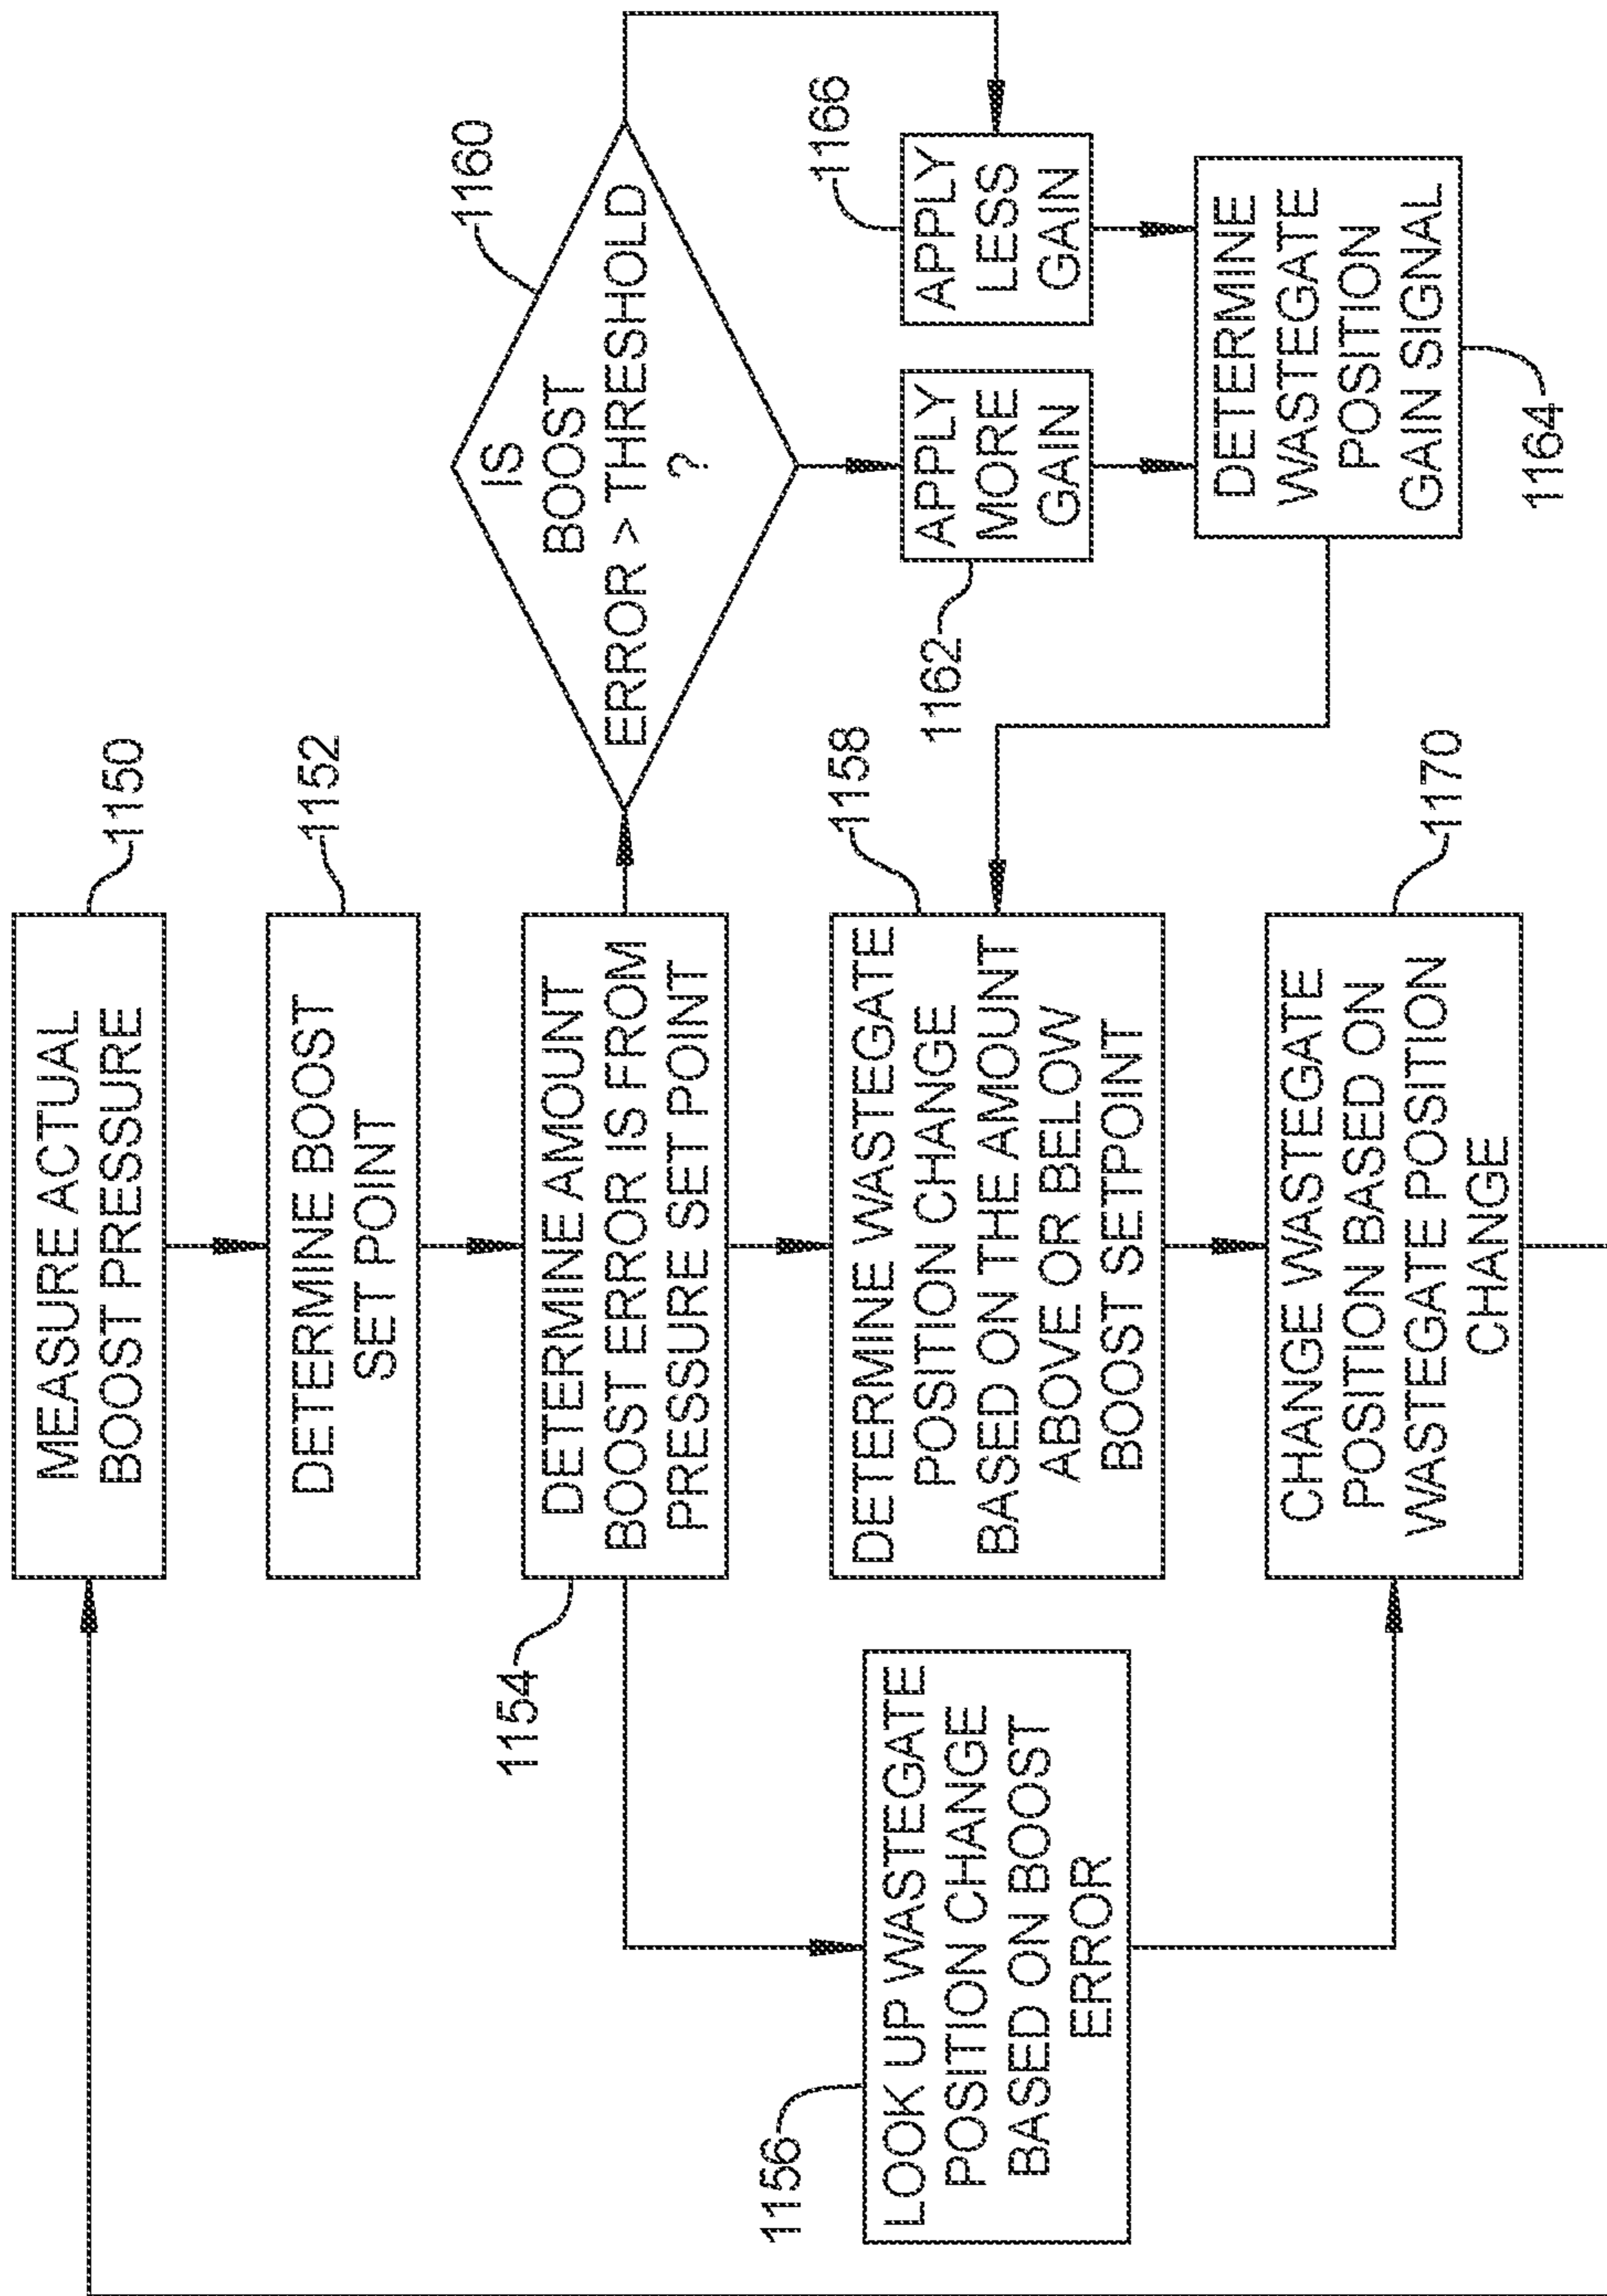 MEASURE ACTUAL
BOOST PRESSURE
1150
DETERMINE BOOST
SET POINT
1152
DETERMINE AMOUNT
BOOST ERROR IS FROM
PRESSURE SET POINT
1154
IS
BOOST
ERROR > THRESHOLD
?
1160
LOOK UP WASTEGATE
POSITION CHANGE
BASED ON BOOST
ERROR
1156
DETERMINE WASTEGATE
POSITION CHANGE
BASED ON THE AMOUNT
ABOVE OR BELOW
BOOST SETPOINT
1158
APPLY
MORE
GAIN
1162
APPLY
LESS
GAIN
1166
DETERMINE
WASTEGATE
POSITION
GAIN SIGNAL
1164
CHANGE WASTEGATE
POSITION BASED ON
WASTEGATE POSITION
CHANGE
1170